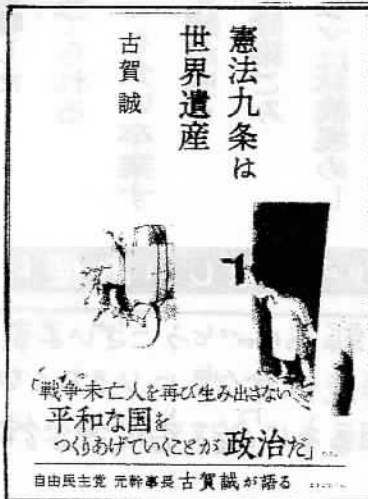 憲法九条は
世界遺産
古賀誠
「戦争未亡人を再び生み出さない
平和な国を
つくりあげていくことが政治だ」
自由民主党 元幹事長 古賀誠が語る